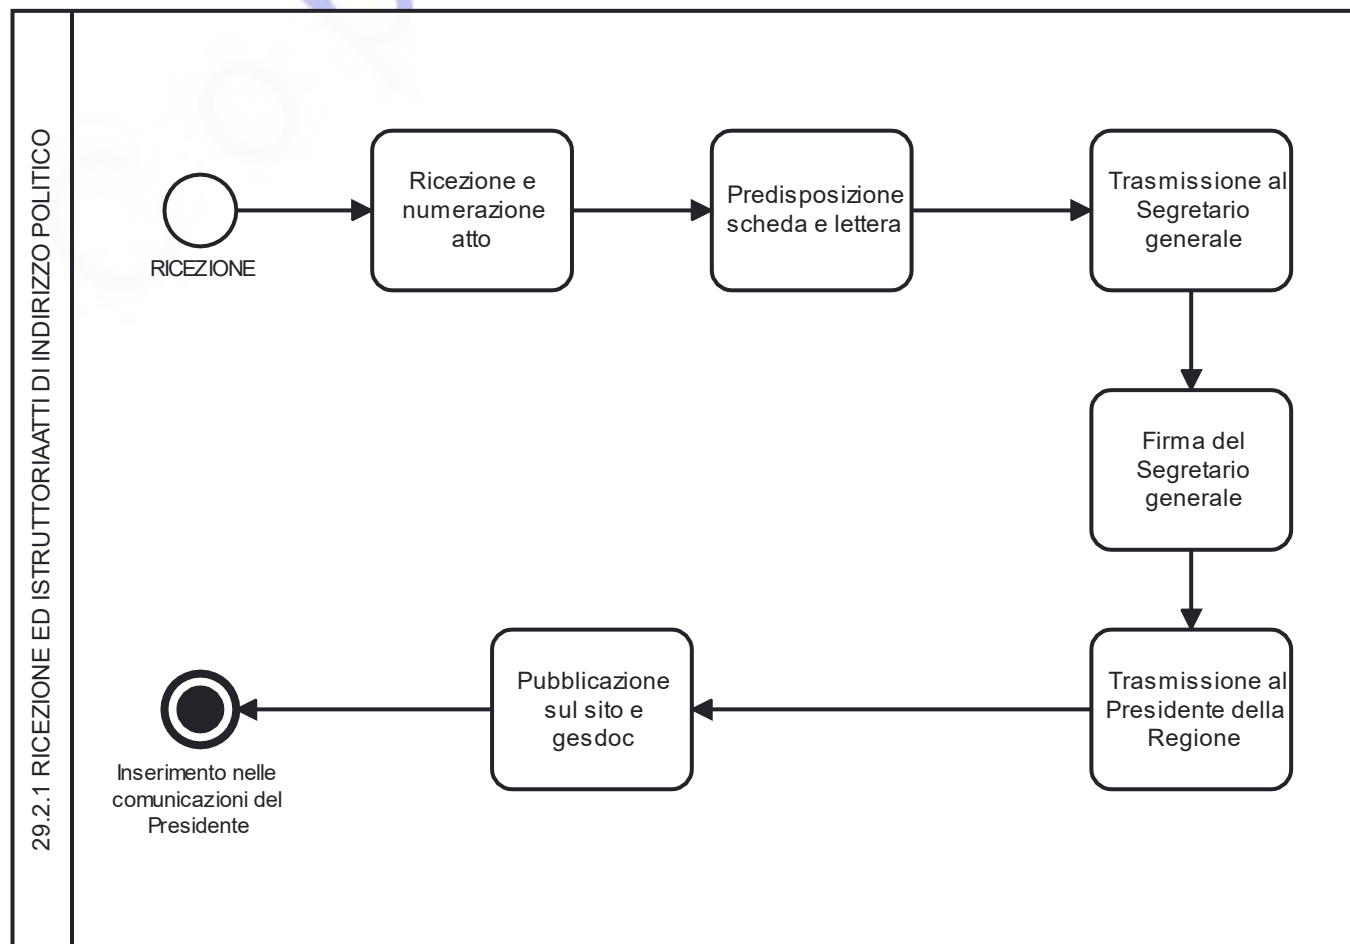 29.2.1 RICEZIONE ED ISTRUTTORIAATTI DI INDIRIZZO POLITICO
RICEZIONE
Ricezione e
numerazione
atto
Predisposizione
scheda e lettera
Trasmissione al
Segretario
generale
Firma del
Segretario
generale
Trasmissione al
Presidente della
Regione
Pubblicazione
sul sito e
gesdoc
Inserimento nelle
comunicazioni del
Presidente